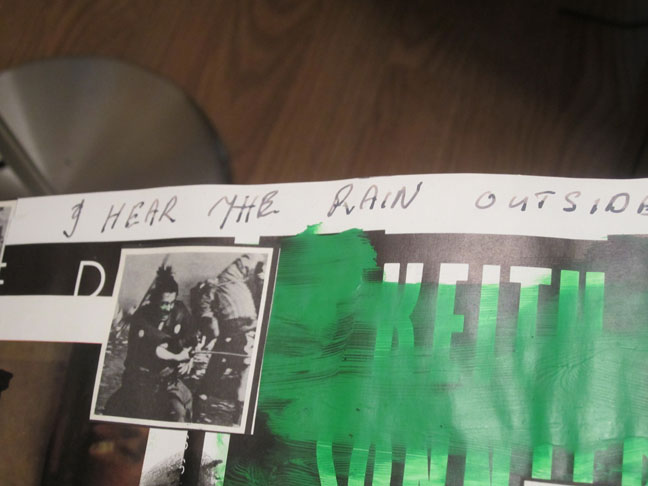 I HEAR THE RAIN OUTSIDE
D
KEITH